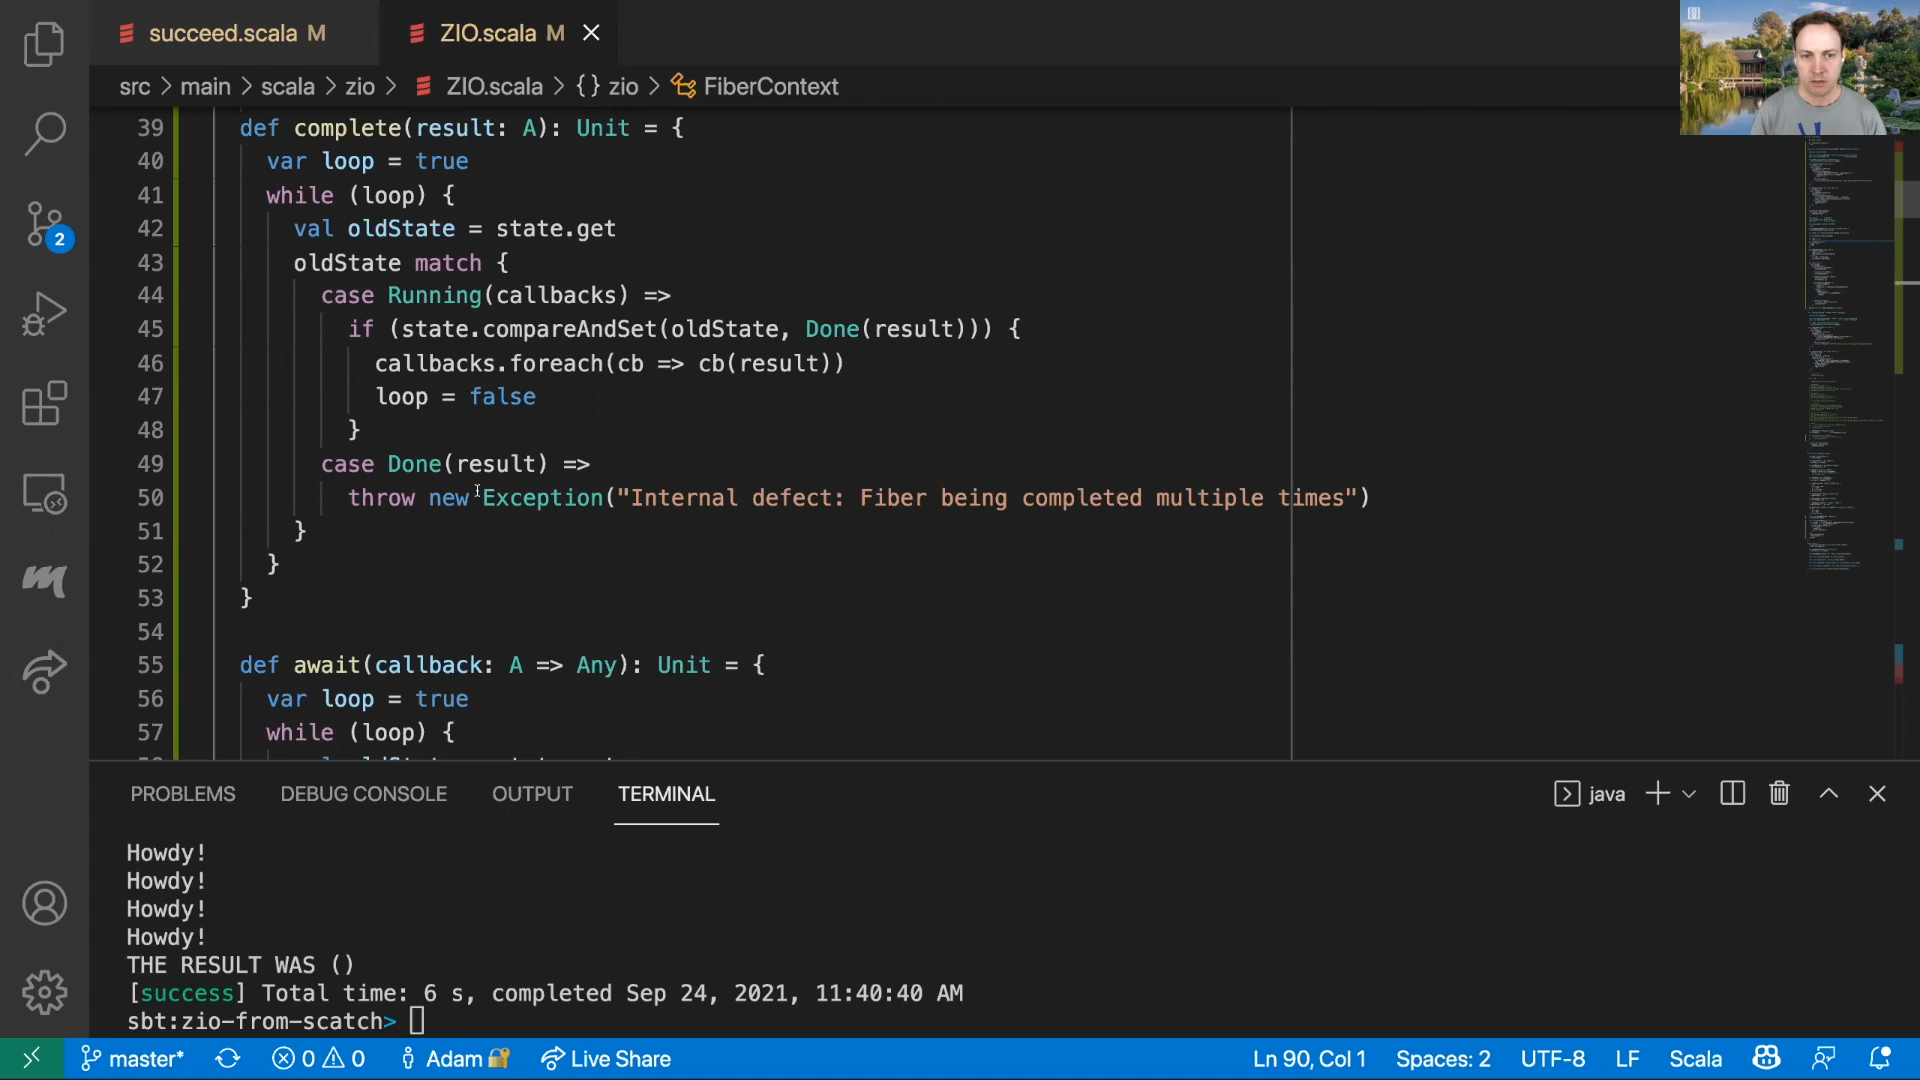 succeed.scala M
ZIO.scala M
src > main > scala > zio > ZIO.scala > {} zio > FiberContext
39 def complete(result: A): Unit = {
40 var loop = true
41 while (loop) {
42 val oldState = state.get
43 oldState match {
44 case Running(callbacks) =>
45 if (state.compareAndSet(oldState, Done(result))) {
46 callbacks.foreach(cb => cb(result))
47 loop = false
48 }
49 case Done(result) =>
50 throw new Exception("Internal defect: Fiber being completed multiple times")
51 }
52 }
53 }
54
55 def await(callback: A => Any): Unit = {
56 var loop = true
57 while (loop) {
2
PROBLEMS DEBUG CONSOLE OUTPUT TERMINAL
java
Howdy!
Howdy!
Howdy!
Howdy!
THE RESULT WAS ()
[success] Total time: 6 s, completed Sep 24, 2021, 11:40:40 AM
sbt:zio-from-scatch>
master* 0 0 Adam Live Share Ln 90, Col 1 Spaces: 2 UTF-8 LF Scala